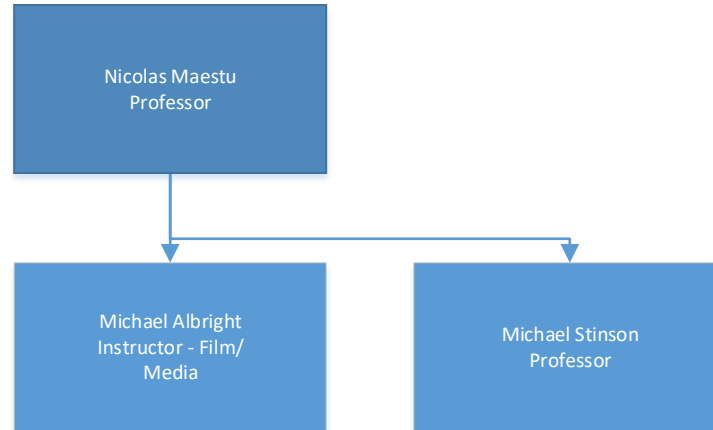 Nicolas Maestu
Professor
Michael Albright
Instructor - Film/
Media
Michael Stinson
Professor